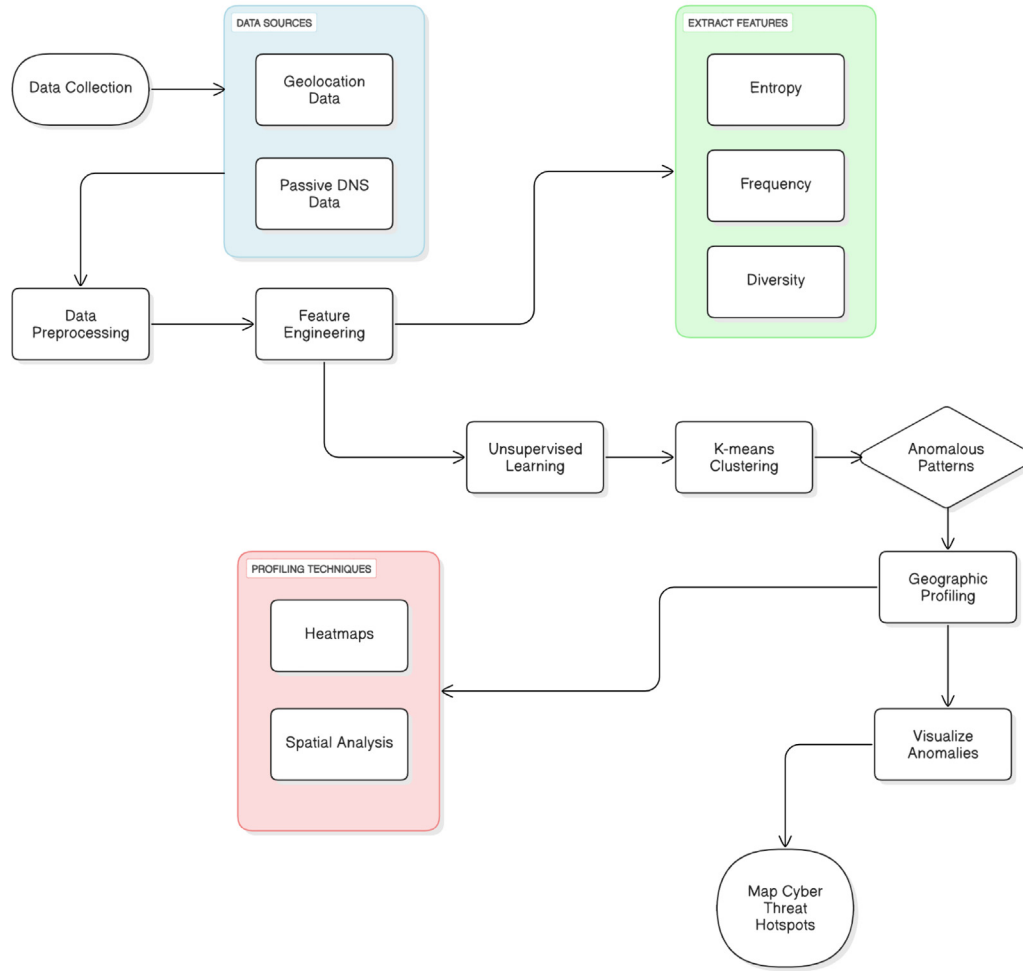 DATA SOURCES
Data Collection
Geolocation
Data
Passive DNS
Data
EXTRACT FEATURES
Entropy
Frequency
Diversity
Data
Preprocessing
Feature
Engineering
Unsupervised
Learning
K-means
Clustering
Anomalous
Patterns
Geographic
Profiling
PROFILING TECHNIQUES
Heatmaps
Spatial Analysis
Visualize
Anomalies
Map Cyber
Threat
Hotspots